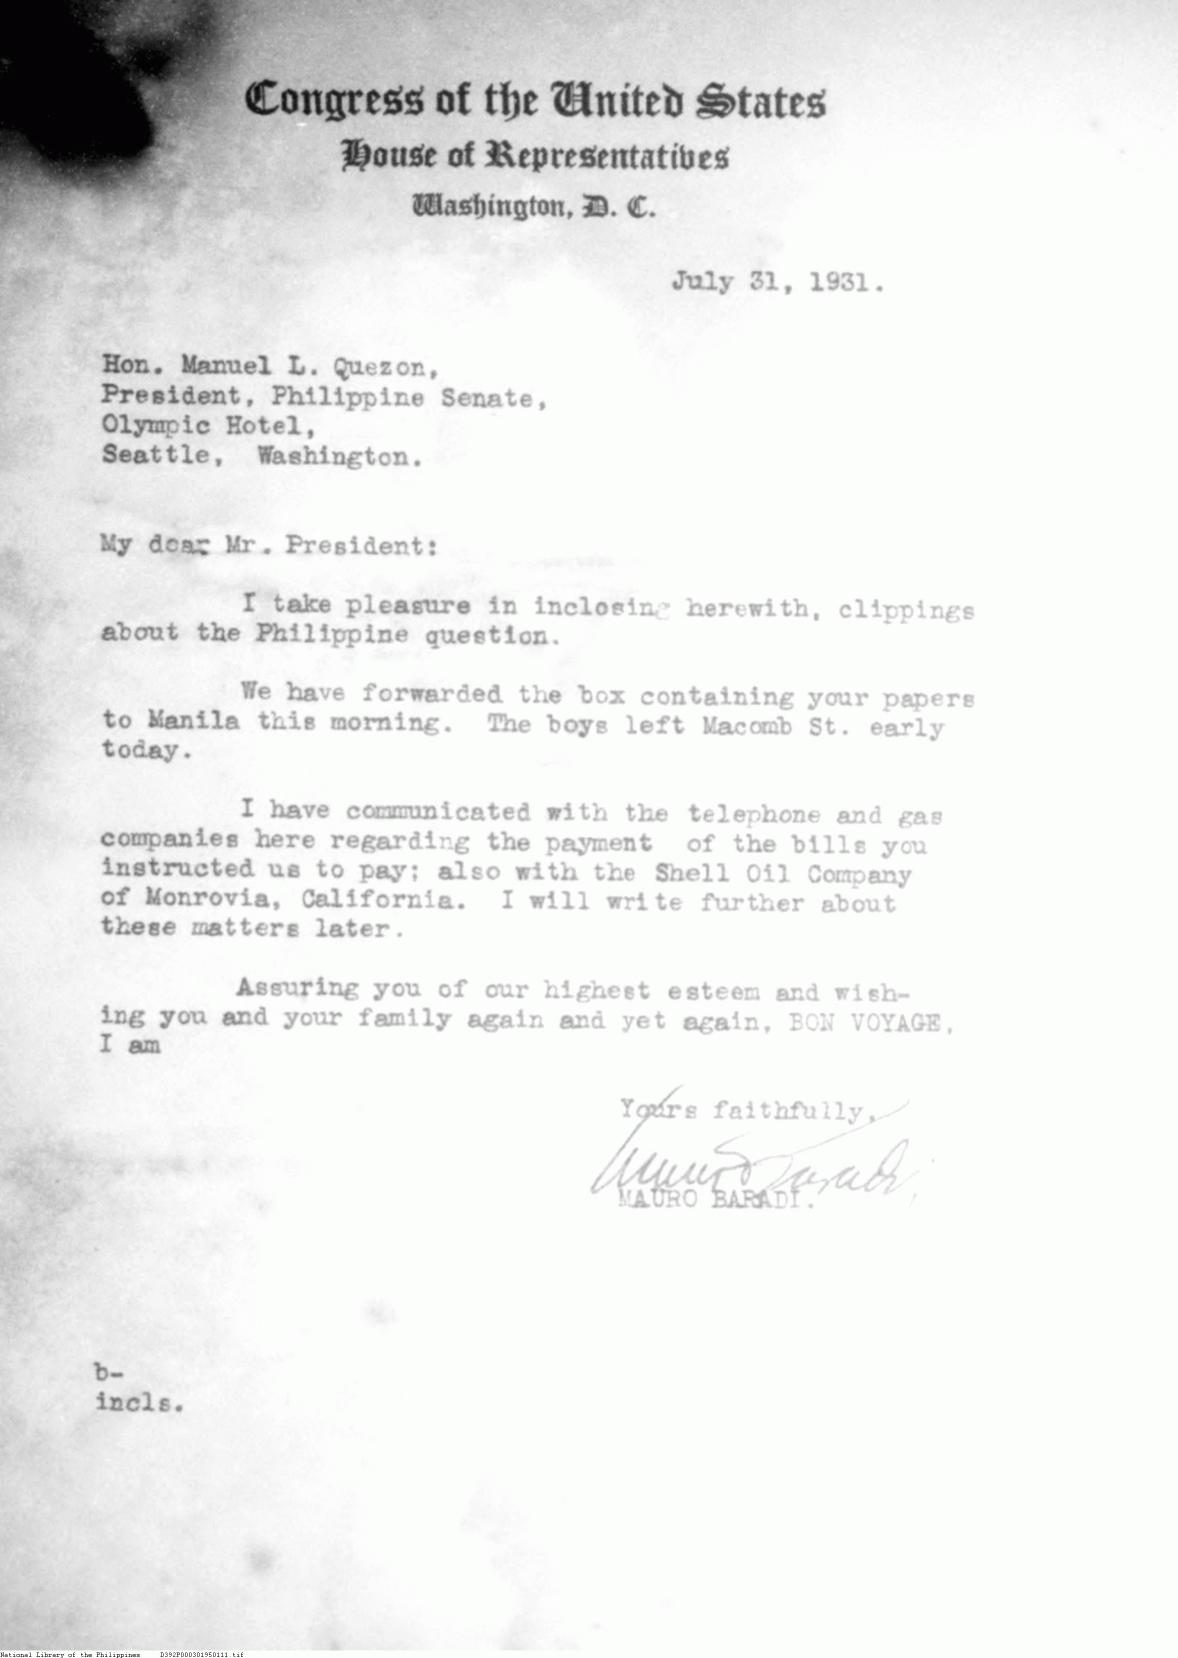 Congress of the United States
House of Representatives
Washington, D. C.
July 31, 1931.
Hon. Manuel L. Quezon,
President, Philippine Senate,
Olympic Hotel,
Seattle, Washington.
My dear Mr. President:
I take pleasure in inclosing herewith, clippings
about the Philippine question.
We have forwarded the box containing your papers
to Manila this morning. The boys left Macomb St. early
today.
I have communicated with the telephone and gas
companies here regarding the payment of the bills you
instructed us to pay; also with the Shell Oil Company
of Monrovia, California. I will write further about
these matters later.
Assuring you of our highest esteem and wish-
ing you and your family again and yet again, BON VOYAGE,
I am
Yours faithfully,
Mauro Baradi
MAURO BARADI.
b-
incls.
National Library of the Philippines D392P000301950111.tif